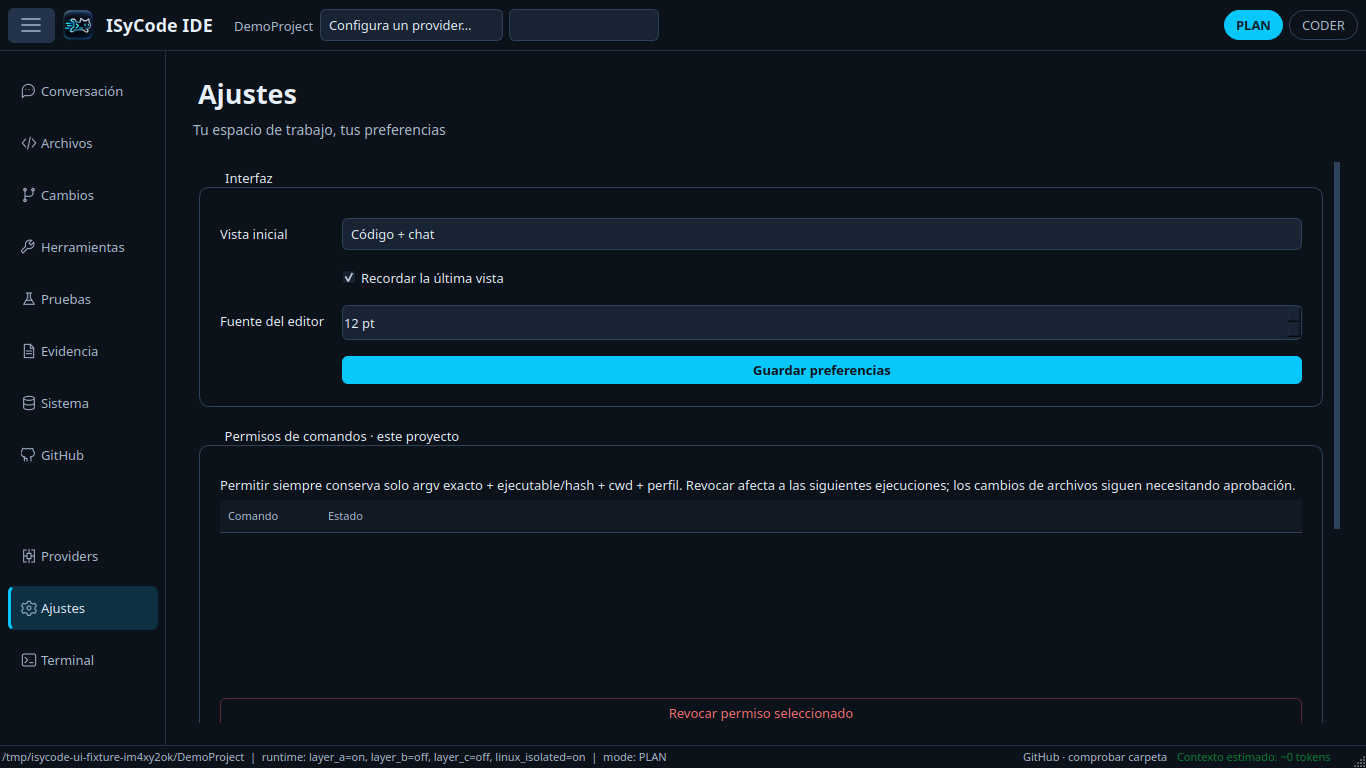 ISyCode IDE
DemoProject
Configura un provider...
PLAN
CODER
Conversación
Archivos
Cambios
Herramientas
Pruebas
Evidencia
Sistema
GitHub
Providers
Ajustes
Terminal
Ajustes
Tu espacio de trabajo, tus preferencias
Interfaz
Vista inicial
Código + chat
Recordar la última vista
Fuente del editor
12 pt
Guardar preferencias
Permisos de comandos · este proyecto
Permitir siempre conserva solo argv exacto + ejecutable/hash + cwd + perfil. Revocar afecta a las siguientes ejecuciones; los cambios de archivos siguen necesitando aprobación.
Comando
Estado
Revocar permiso seleccionado
/tmp/isycode-ui-fixture-im4xy2ok/DemoProject | runtime: layer_a=on, layer_b=off, layer_c=off, linux_isolated=on | mode: PLAN
GitHub · comprobar carpeta
Contexto estimado: ~0 tokens